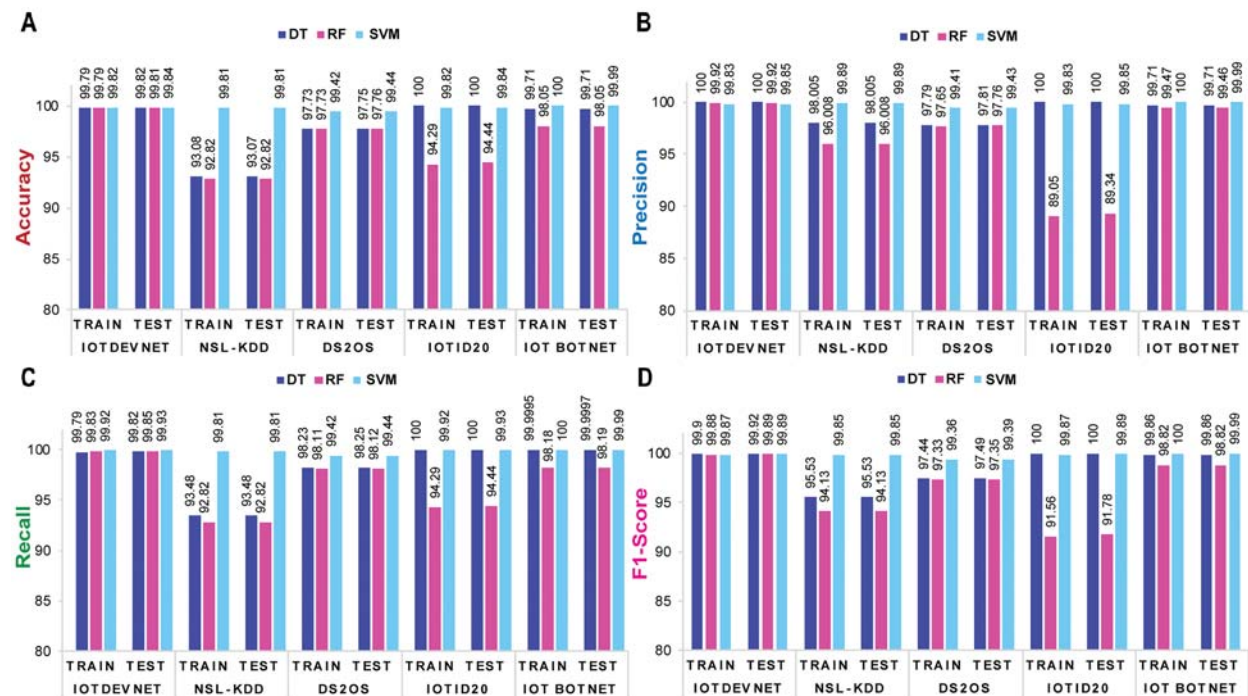 A
DT RF SVM
99.79 99.79 99.82 99.82 99.81 99.84 93.08 92.82 99.81 93.07 92.82 99.81 97.73 97.73 99.42 97.75 97.76 99.44 100 94.29 99.82 100 94.44 99.84 99.71 98.05 100 99.71 98.05 99.99
100
95
90
85
80
Accuracy
TRAIN TEST TRAIN TEST TRAIN TEST TRAIN TEST TRAIN TEST
IOTDEVNET NSL-KDD DS2OS IOTID20 IOT BOTNET
B
DT RF SVM
100 99.92 99.83 100 99.92 99.85 98.005 96.008 99.89 98.005 96.008 99.89 97.79 97.65 99.41 97.81 97.76 99.43 100 89.05 99.83 100 89.34 99.85 99.71 99.47 100 99.71 99.46 99.99
100
95
90
85
80
Precision
TRAIN TEST TRAIN TEST TRAIN TEST TRAIN TEST TRAIN TEST
IOTDEVNET NSL-KDD DS2OS IOTID20 IOT BOTNET
C
DT RF SVM
99.79 99.83 99.92 99.82 99.85 99.93 93.48 92.82 99.81 93.48 92.82 99.81 98.23 98.11 99.42 98.25 98.12 99.44 100 94.29 99.92 100 94.44 99.93 99.9995 98.18 100 99.9997 98.19 99.99
100
95
90
85
80
Recall
TRAIN TEST TRAIN TEST TRAIN TEST TRAIN TEST TRAIN TEST
IOTDEVNET NSL-KDD DS2OS IOTID20 IOT BOTNET
D
DT RF SVM
99.9 99.88 99.87 99.92 99.89 99.89 95.53 94.13 99.85 95.53 94.13 99.85 97.44 97.33 99.36 97.49 97.35 99.39 100 91.56 99.87 100 91.78 99.89 99.86 98.82 100 99.86 98.82 99.99
100
95
90
85
80
F1-Score
TRAIN TEST TRAIN TEST TRAIN TEST TRAIN TEST TRAIN TEST
IOTDEVNET NSL-KDD DS2OS IOTID20 IOT BOTNET